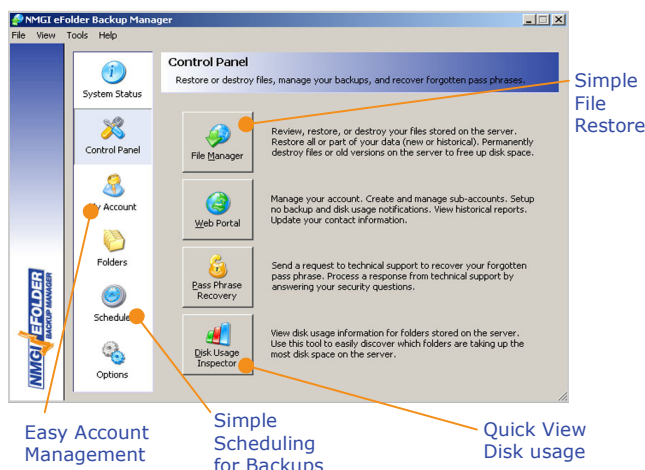 NMGI eFolder Backup Manager
File View Tools Help
System Status
Control Panel
My Account
Folders
Schedule
Options
NMGI EFOLDER
BACKUP MANAGER
Control Panel
Restore or destroy files, manage your backups, and recover forgotten pass phrases.
File Manager
Review, restore, or destroy your files stored on the server.
Restore all or part of your data (new or historical). Permanently
destroy files or old versions on the server to free up disk space.
Web Portal
Manage your account. Create and manage sub-accounts. Setup
no backup and disk usage notifications. View historical reports.
Update your contact information.
Pass Phrase
Recovery
Send a request to technical support to recover your forgotten
pass phrase. Process a response from technical support by
answering your security questions.
Disk Usage
Inspector
View disk usage information for folders stored on the server.
Use this tool to easily discover which folders are taking up the
most disk space on the server.
Simple
File
Restore
Easy Account
Management
Simple
Scheduling
for Backups
Quick View
Disk usage